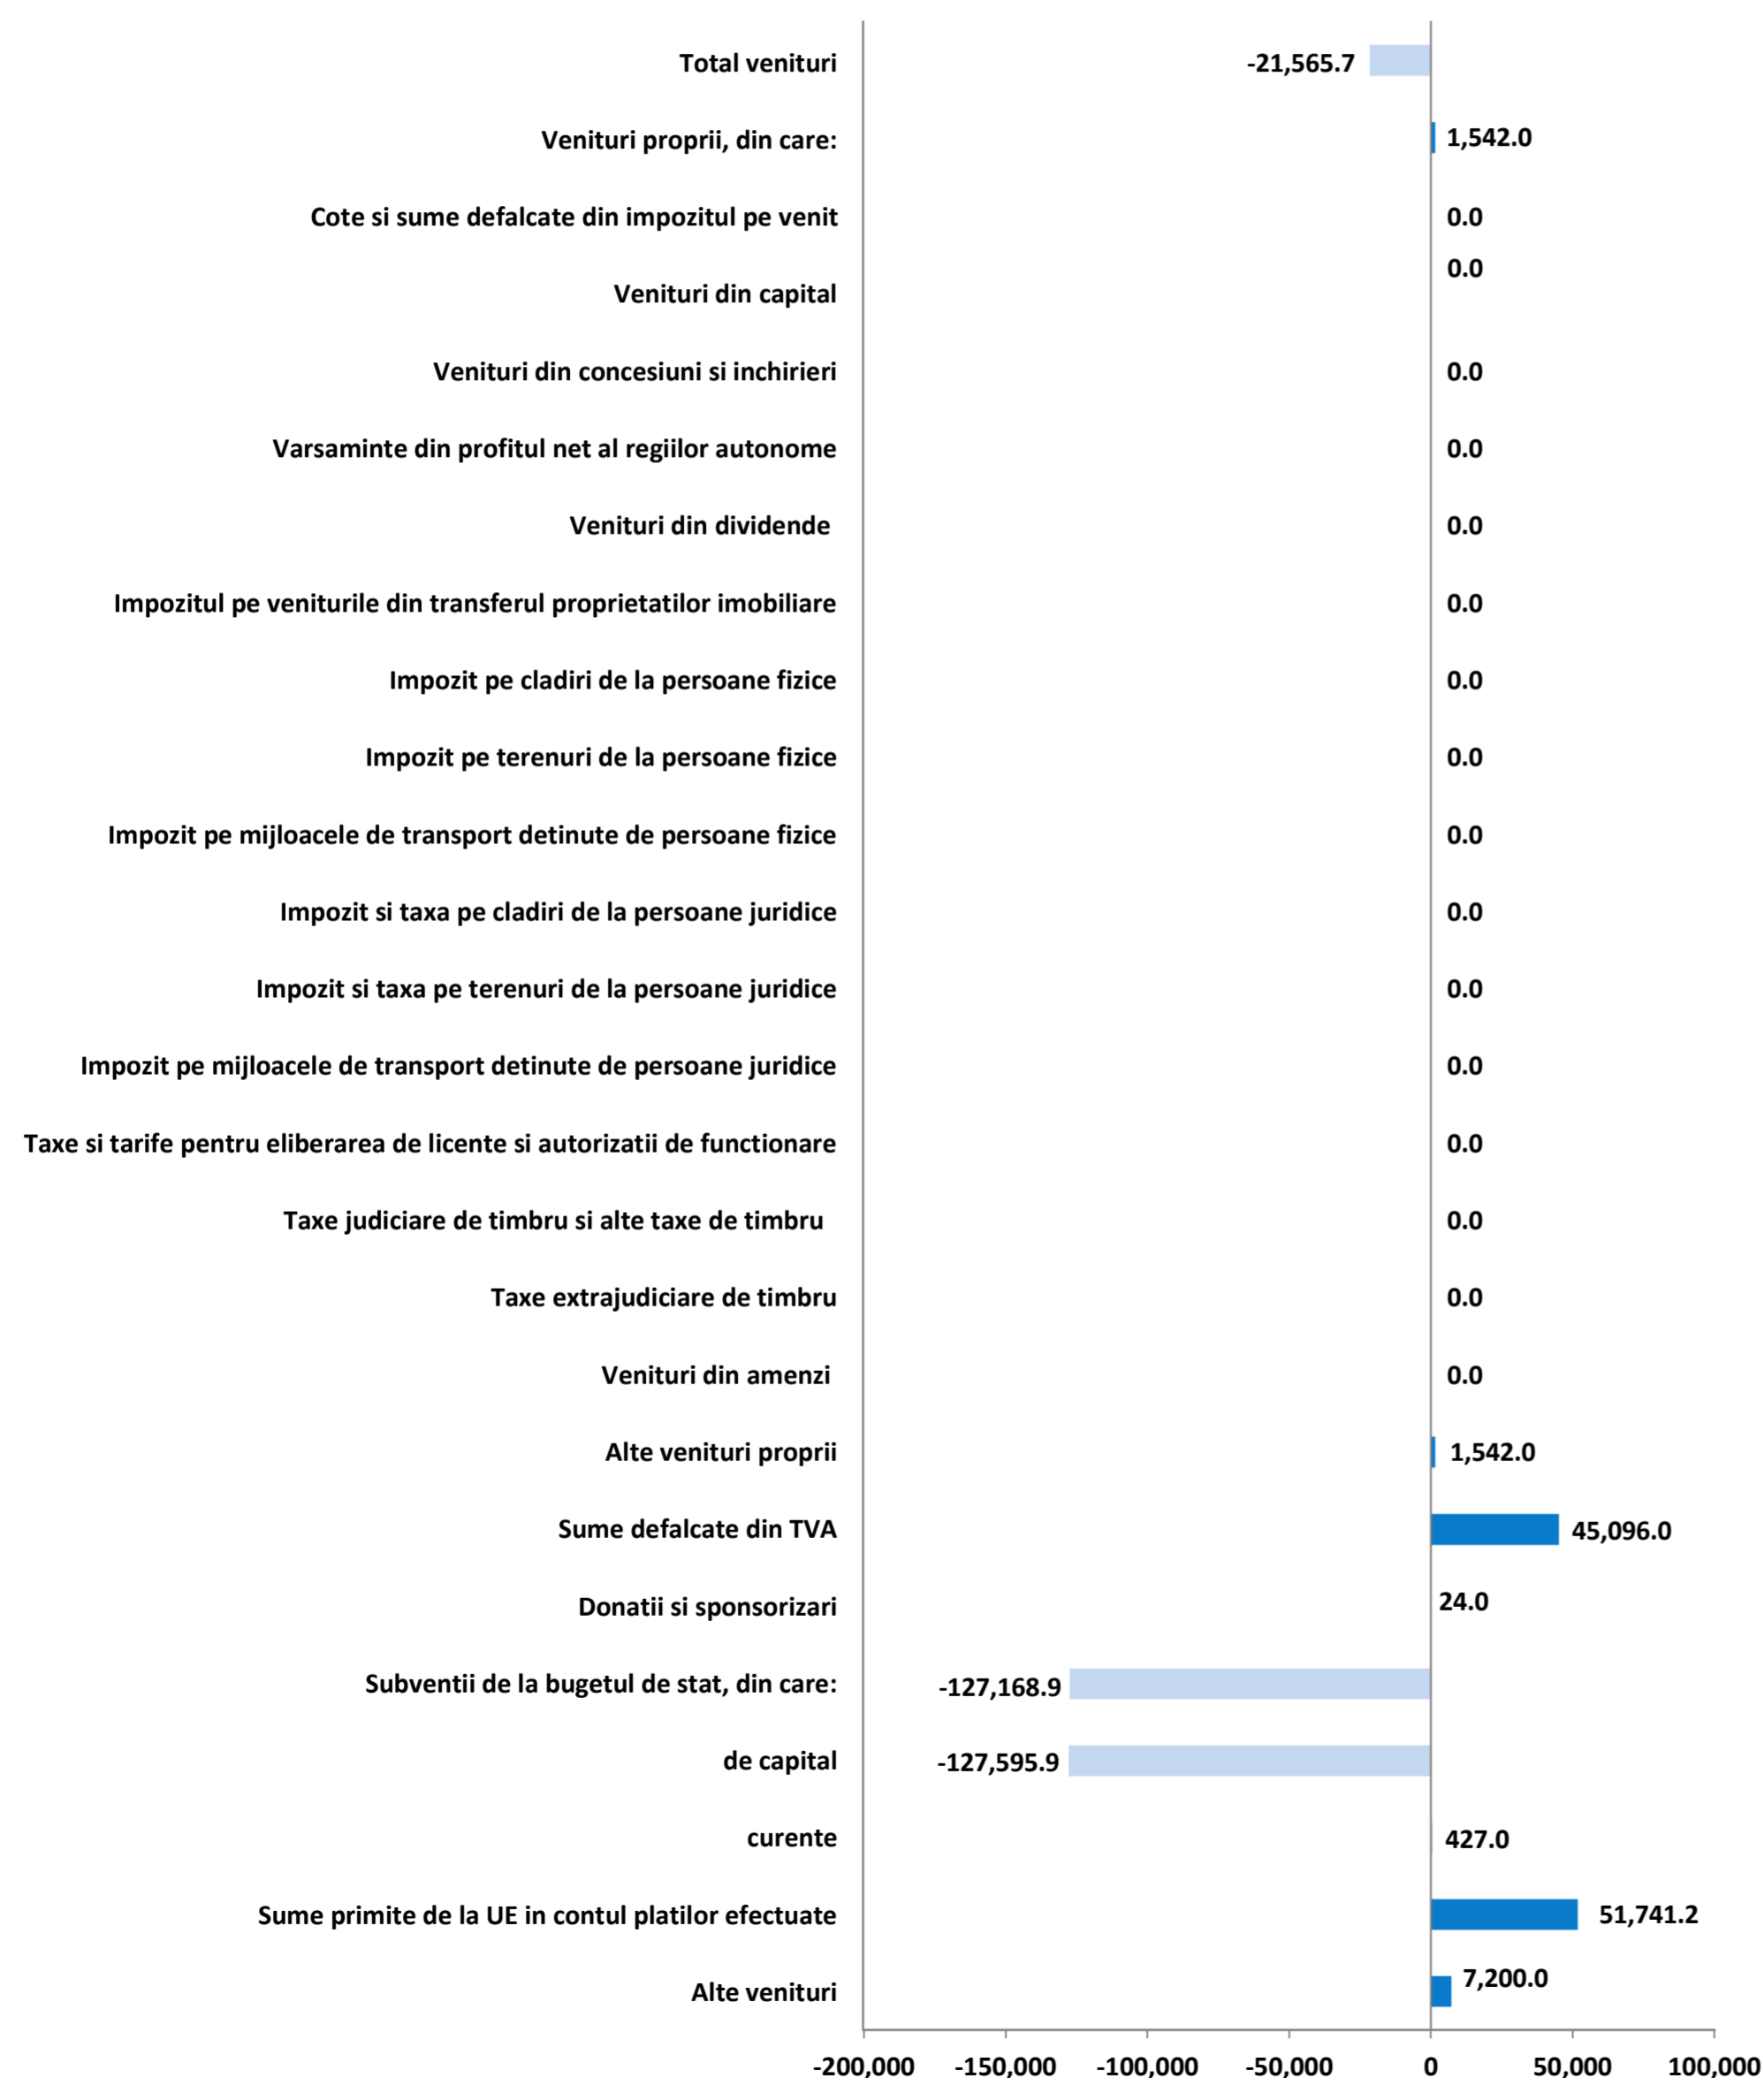 Total venituri -21,565.7
Venituri proprii, din care: 1,542.0
Cote si sume defalcate din impozitul pe venit 0.0
Venituri din capital 0.0
Venituri din concesiuni si inchirieri 0.0
Varsaminte din profitul net al regiilor autonome 0.0
Venituri din dividende 0.0
Impozitul pe veniturile din transferul proprietatilor imobiliare 0.0
Impozit pe cladiri de la persoane fizice 0.0
Impozit pe terenuri de la persoane fizice 0.0
Impozit pe mijloacele de transport detinute de persoane fizice 0.0
Impozit si taxa pe cladiri de la persoane juridice 0.0
Impozit si taxa pe terenuri de la persoane juridice 0.0
Impozit pe mijloacele de transport detinute de persoane juridice 0.0
Taxe si tarife pentru eliberarea de licente si autorizatii de functionare 0.0
Taxe judiciare de timbru si alte taxe de timbru 0.0
Taxe extrajudiciare de timbru 0.0
Venituri din amenzi 0.0
Alte venituri proprii 1,542.0
Sume defalcate din TVA 45,096.0
Donatii si sponsorizari 24.0
Subventii de la bugetul de stat, din care: -127,168.9
de capital -127,595.9
curente 427.0
Sume primite de la UE in contul platilor efectuate 51,741.2
Alte venituri 7,200.0
-200,000 -150,000 -100,000 -50,000 0 50,000 100,000